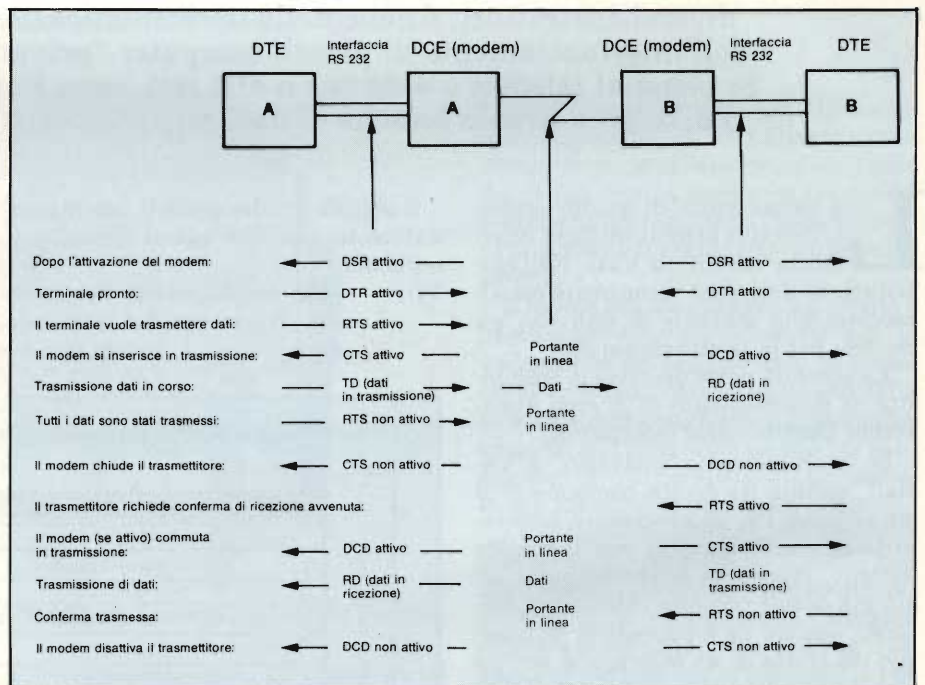 DTE Interfaccia RS 232 DCE (modem) DCE (modem) Interfaccia RS 232 DTE
A A B B
Dopo l'attivazione del modem: DSR attivo DSR attivo
Terminale pronto: DTR attivo DTR attivo
Il terminale vuole trasmettere dati: RTS attivo
Il modem si inserisce in trasmissione: CTS attivo Portante in linea DCD attivo
Trasmissione dati in corso: TD (dati in trasmissione) Dati RD (dati in ricezione)
Tutti i dati sono stati trasmessi: RTS non attivo Portante in linea
Il modem chiude il trasmettitore: CTS non attivo DCD non attivo
Il trasmettitore richiede conferma di ricezione avvenuta: RTS attivo
Il modem (se attivo) commuta in trasmissione: DCD attivo Portante in linea CTS attivo
Trasmissione di dati: RD (dati in ricezione) Dati TD (dati in trasmissione)
Conferma trasmessa: Portante in linea RTS non attivo
Il modem disattiva il trasmettitore: DCD non attivo CTS non attivo